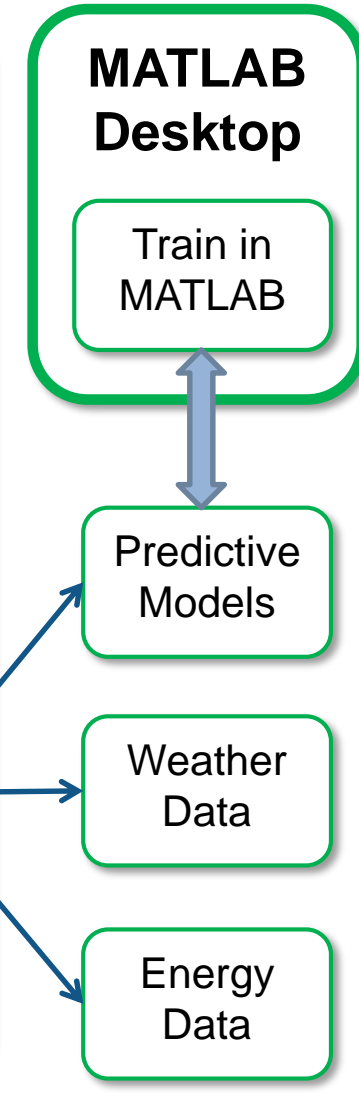 MATLAB
Desktop
Train in
MATLAB
Predictive
Models
Weather
Data
Energy
Data